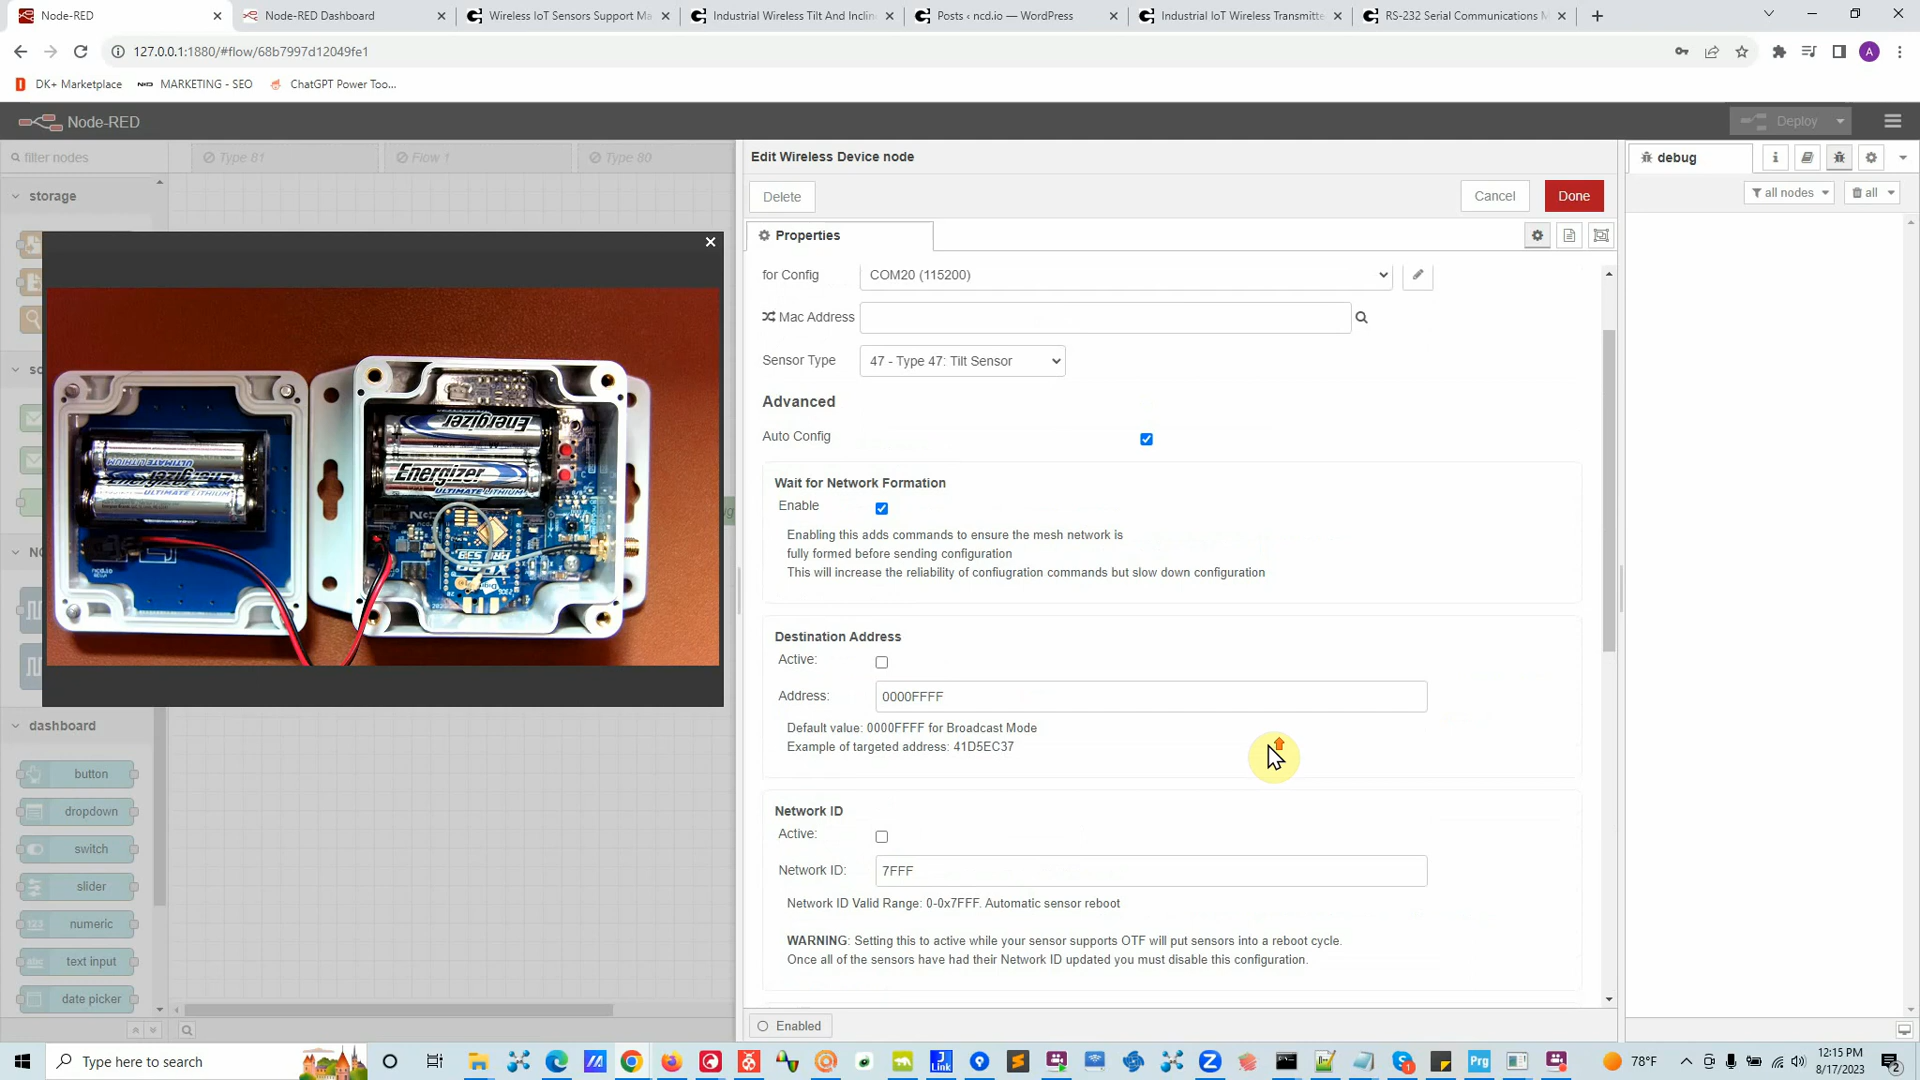 Node-RED
Node-RED Dashboard
Wireless IoT Sensors Support Ma
Industrial Wireless Tilt And Inclin
Posts ‹ ncd.io — WordPress
Industrial IoT Wireless Transmitte
RS-232 Serial Communications M
127.0.0.1:1880/#flow/68b7997d12049fe1
A
DK+ Marketplace
MARKETING - SEO
ChatGPT Power Too...
Node-RED
Deploy
filter nodes
Type 81
Flow 1
Type 80
Edit Wireless Device node
debug
Delete
Cancel
Done
all nodes
all
storage
Properties
for Config
COM20 (115200)
Mac Address
Sensor Type
47 - Type 47: Tilt Sensor
Advanced
Auto Config
Wait for Network Formation
Enable
Enabling this adds commands to ensure the mesh network is
fully formed before sending configuration
This will increase the reliability of confiugration commands but slow down configuration
Destination Address
Active:
Address:
0000FFFF
Default value: 0000FFFF for Broadcast Mode
Example of targeted address: 41D5EC37
Network ID
Active:
Network ID:
7FFF
Network ID Valid Range: 0-0x7FFF. Automatic sensor reboot
WARNING: Setting this to active while your sensor supports OTF will put sensors into a reboot cycle.
Once all of the sensors have had their Network ID updated you must disable this configuration.
Enabled
Energizer
ULTIMATE LITHIUM
Energizer
ULTIMATE LITHIUM
dashboard
button
dropdown
switch
slider
numeric
text input
date picker
Type here to search
78°F
12:15 PM
8/17/2023